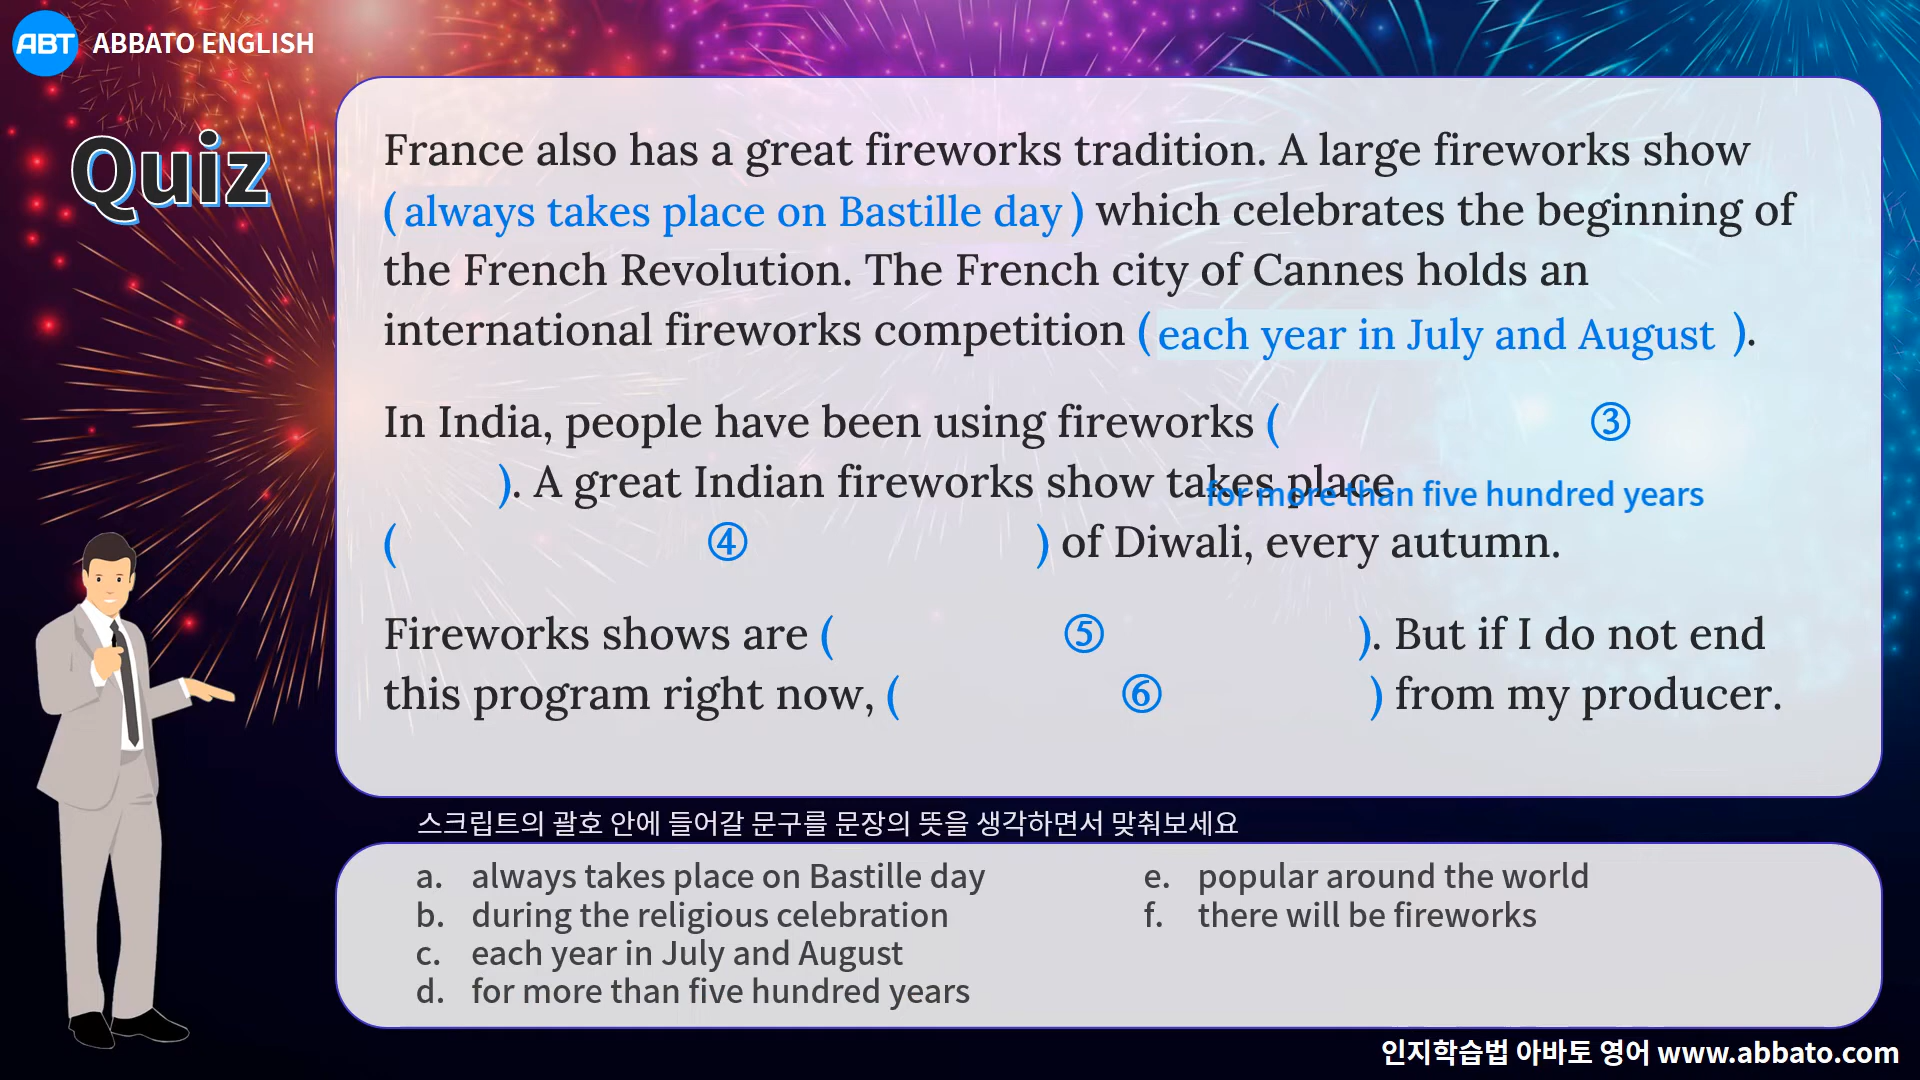 ABT ABBATO ENGLISH
Quiz
France also has a great fireworks tradition. A large fireworks show
(always takes place on Bastille day) which celebrates the beginning of
the French Revolution. The French city of Cannes holds an
international fireworks competition (each year in July and August ).
In India, people have been using fireworks ( ③
). A great Indian fireworks show takes place
for more than five hundred years
( ④ ) of Diwali, every autumn.
Fireworks shows are ( ⑤ ). But if I do not end
this program right now, ( ⑥ ) from my producer.
스크립트의 괄호 안에 들어갈 문구를 문장의 뜻을 생각하면서 맞춰보세요
a. always takes place on Bastille day
b. during the religious celebration
c. each year in July and August
d. for more than five hundred years
e. popular around the world
f. there will be fireworks
인지학습법 아바토 영어 www.abbato.com